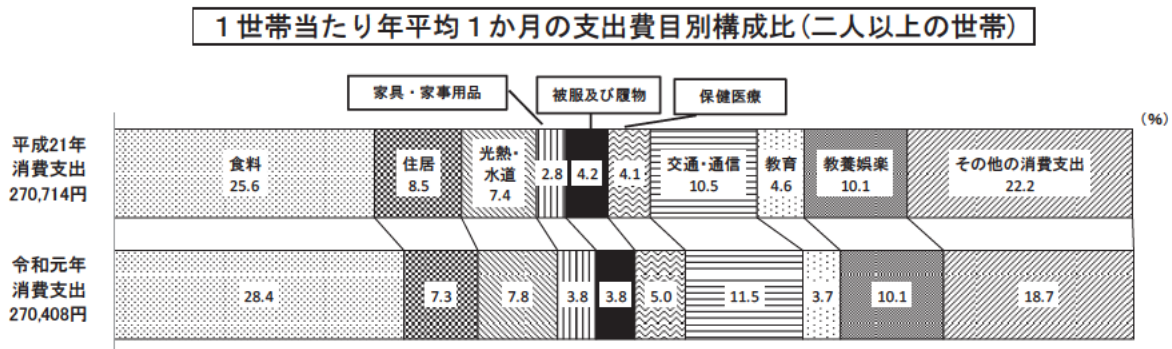 １世帯当たり年平均１か月の支出費目別構成比(二人以上の世帯)
家具・家事用品
被服及び履物
保健医療
(%)
平成21年
消費支出
270,714円
食料
25.6
住居
8.5
光熱・
水道
7.4
2.8
4.2
4.1
交通・通信
10.5
教育
4.6
教養娯楽
10.1
その他の消費支出
22.2
令和元年
消費支出
270,408円
28.4
7.3
7.8
3.8
3.8
5.0
11.5
3.7
10.1
18.7